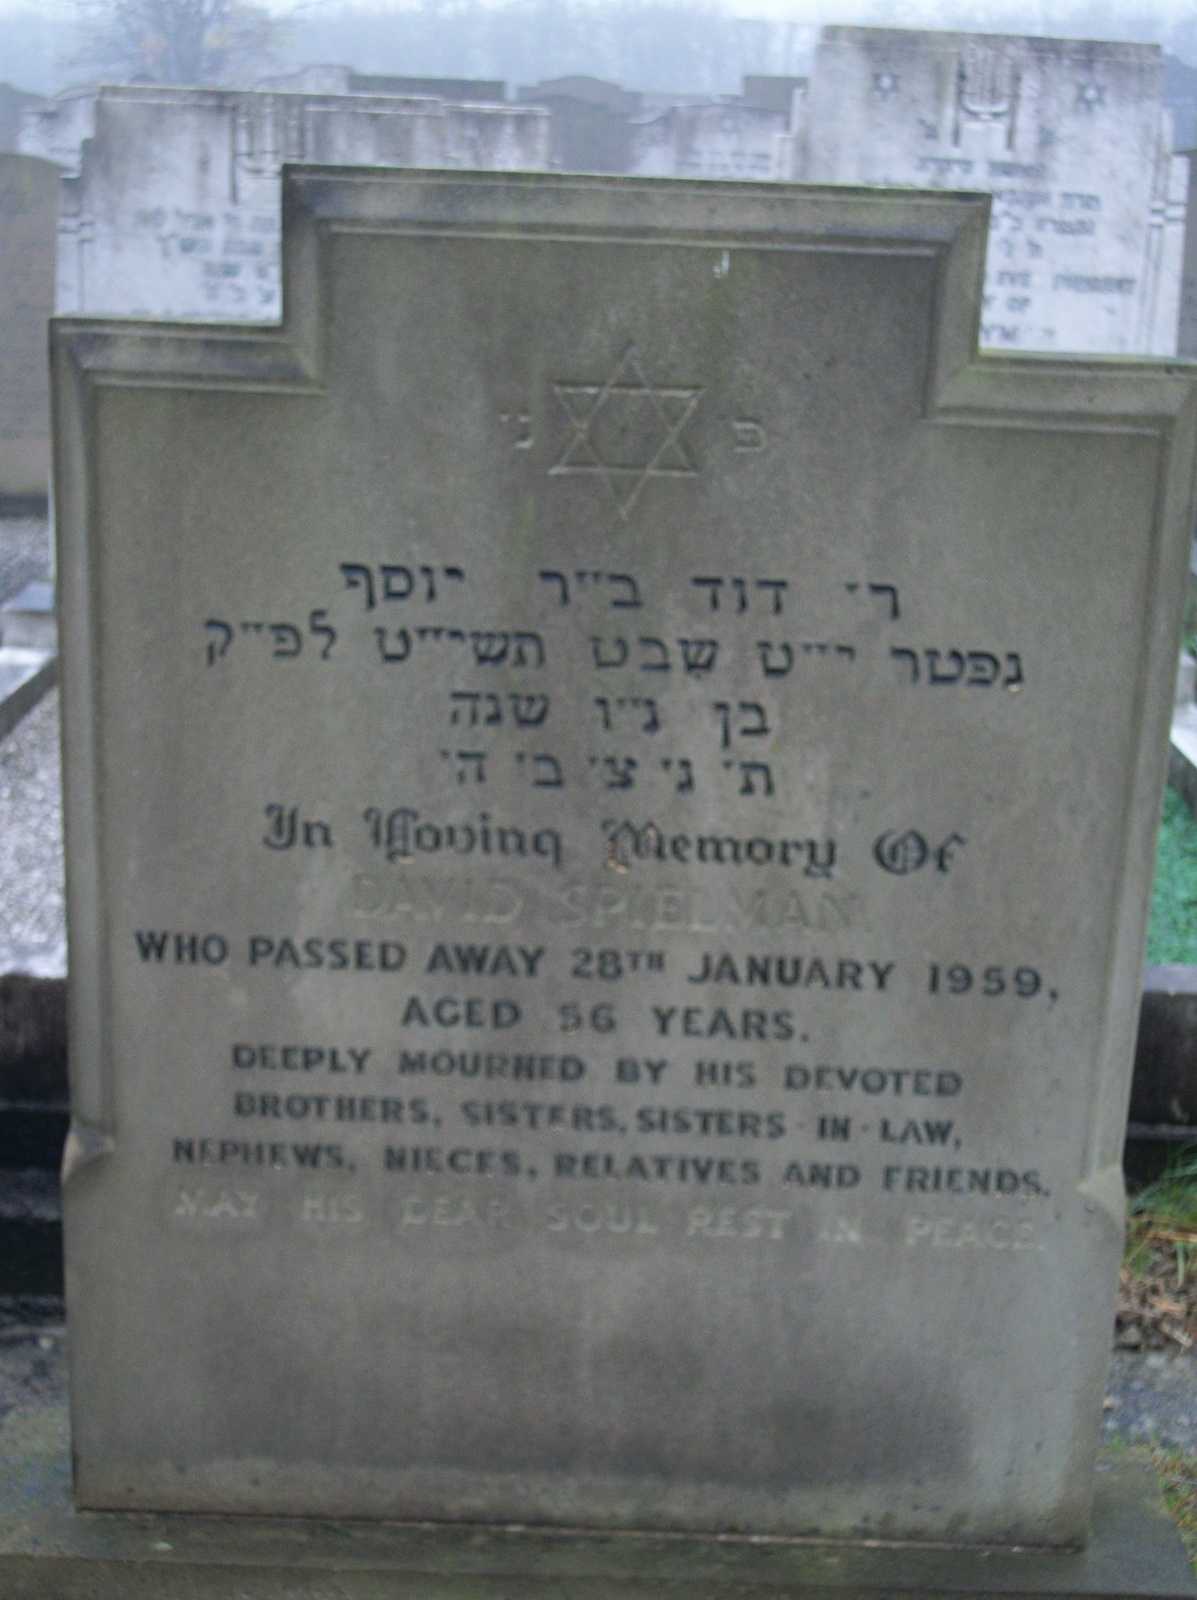 פ' נ'
ר' דוד ב״ר יוסף
נפטר י״ט שבט תשי״ט לפ״ק
בן נ״ו שנה
ת' נ' צ' ב' ה'
In Loving Memory Of
DAVID SPIELMAN
WHO PASSED AWAY 28TH JANUARY 1959,
AGED 56 YEARS.
DEEPLY MOURNED BY HIS DEVOTED
BROTHERS, SISTERS, SISTERS-IN-LAW,
NEPHEWS, NIECES, RELATIVES AND FRIENDS.
MAY HIS DEAR SOUL REST IN PEACE.